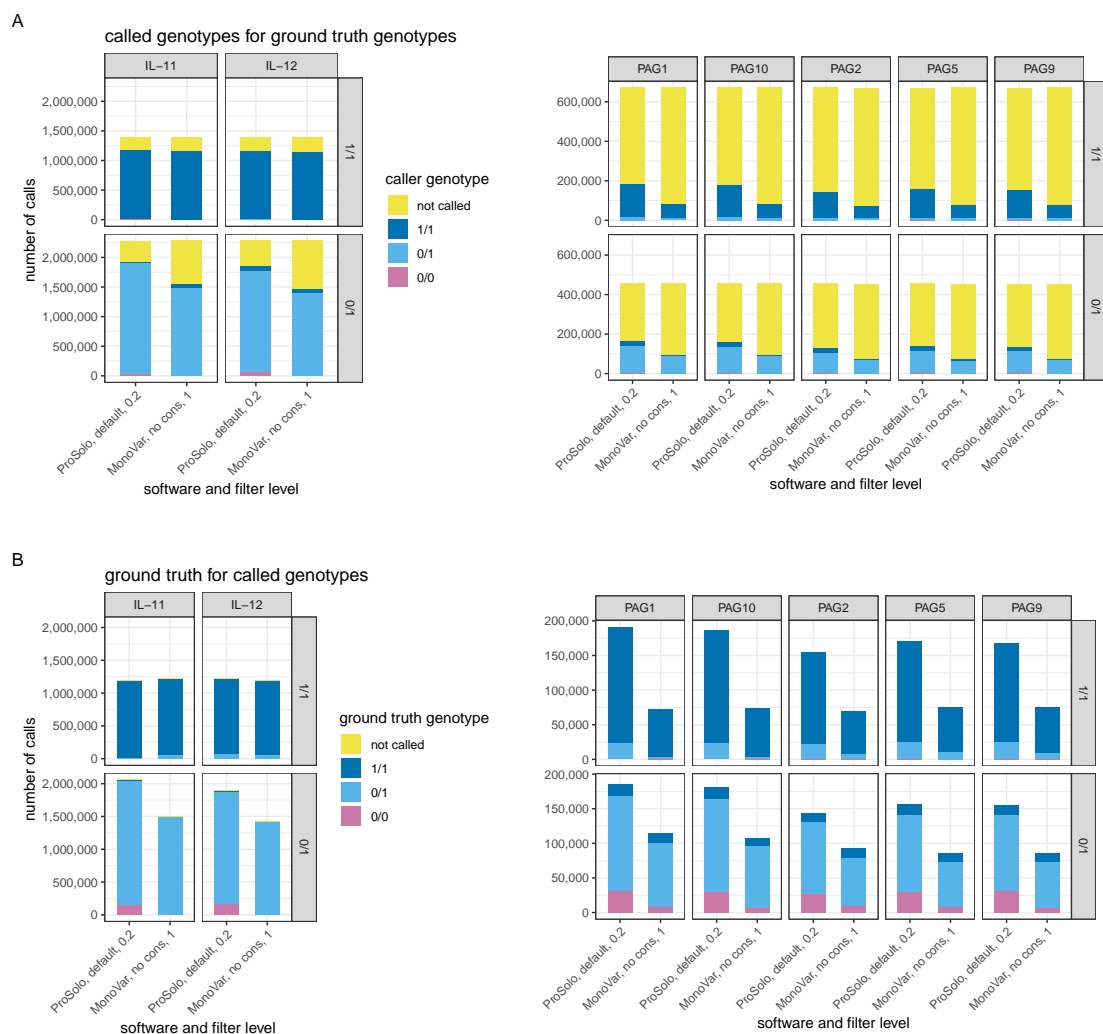 A
called genotypes for ground truth genotypes
IL−11 IL−12
PAG1 PAG10 PAG2 PAG5 PAG9
number of calls
2,000,000
1,500,000
1,000,000
500,000
0
1/1
2,000,000
1,500,000
1,000,000
500,000
0
0/1
ProSolo, default, 0.2
MonoVar, no cons, 1
ProSolo, default, 0.2
MonoVar, no cons, 1
software and filter level
caller genotype
not called
1/1
0/1
0/0
600,000
400,000
200,000
0
1/1
600,000
400,000
200,000
0
0/1
ProSolo, default, 0.2
MonoVar, no cons, 1
ProSolo, default, 0.2
MonoVar, no cons, 1
ProSolo, default, 0.2
MonoVar, no cons, 1
ProSolo, default, 0.2
MonoVar, no cons, 1
ProSolo, default, 0.2
MonoVar, no cons, 1
software and filter level
B
ground truth for called genotypes
IL−11 IL−12
PAG1 PAG10 PAG2 PAG5 PAG9
number of calls
2,000,000
1,500,000
1,000,000
500,000
0
1/1
2,000,000
1,500,000
1,000,000
500,000
0
0/1
ProSolo, default, 0.2
MonoVar, no cons, 1
ProSolo, default, 0.2
MonoVar, no cons, 1
software and filter level
ground truth genotype
not called
1/1
0/1
0/0
200,000
150,000
100,000
50,000
0
1/1
200,000
150,000
100,000
50,000
0
0/1
ProSolo, default, 0.2
MonoVar, no cons, 1
ProSolo, default, 0.2
MonoVar, no cons, 1
ProSolo, default, 0.2
MonoVar, no cons, 1
ProSolo, default, 0.2
MonoVar, no cons, 1
ProSolo, default, 0.2
MonoVar, no cons, 1
software and filter level